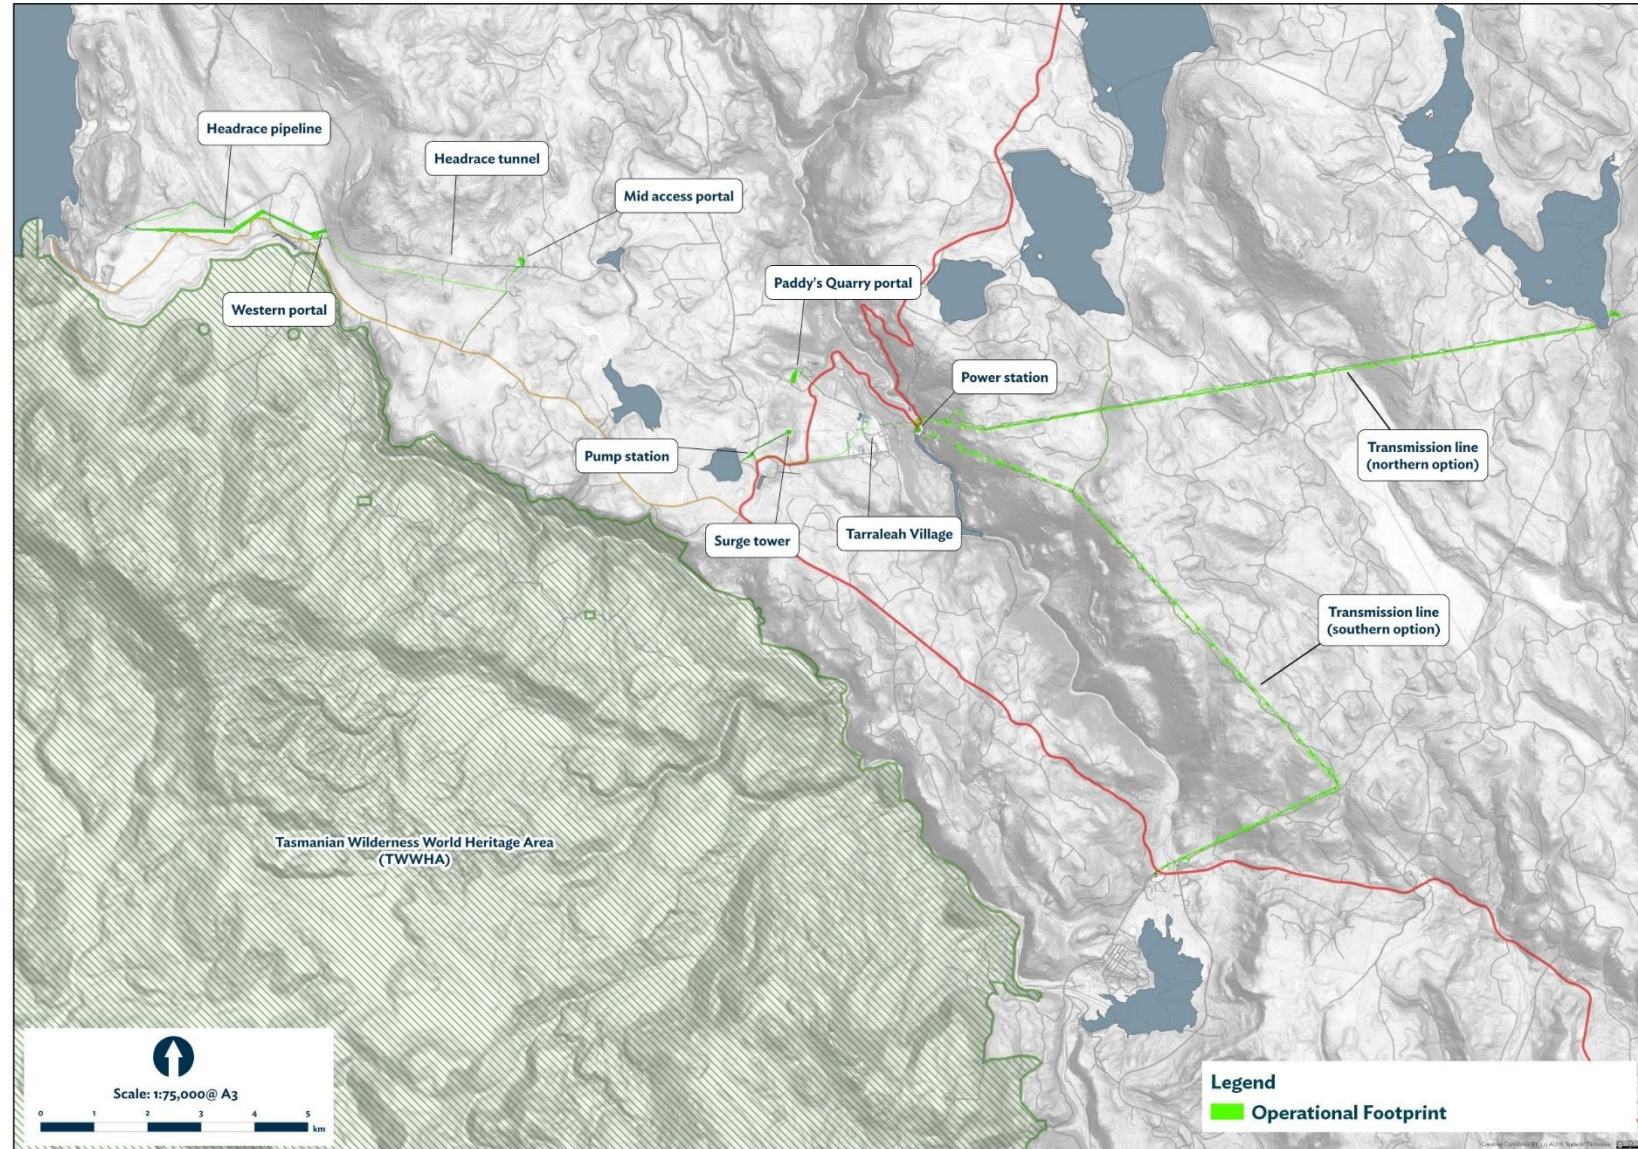 Headrace pipeline
Headrace tunnel
Mid access portal
Paddy's Quarry portal
Western portal
Power station
Transmission line
(northern option)
Pump station
Surge tower
Tarraleah Village
Transmission line
(southern option)
Tasmanian Wilderness World Heritage Area
(TWWHA)
Scale: 1:75,000@ A3
0 1 2 3 4 5
km
Legend
Operational Footprint